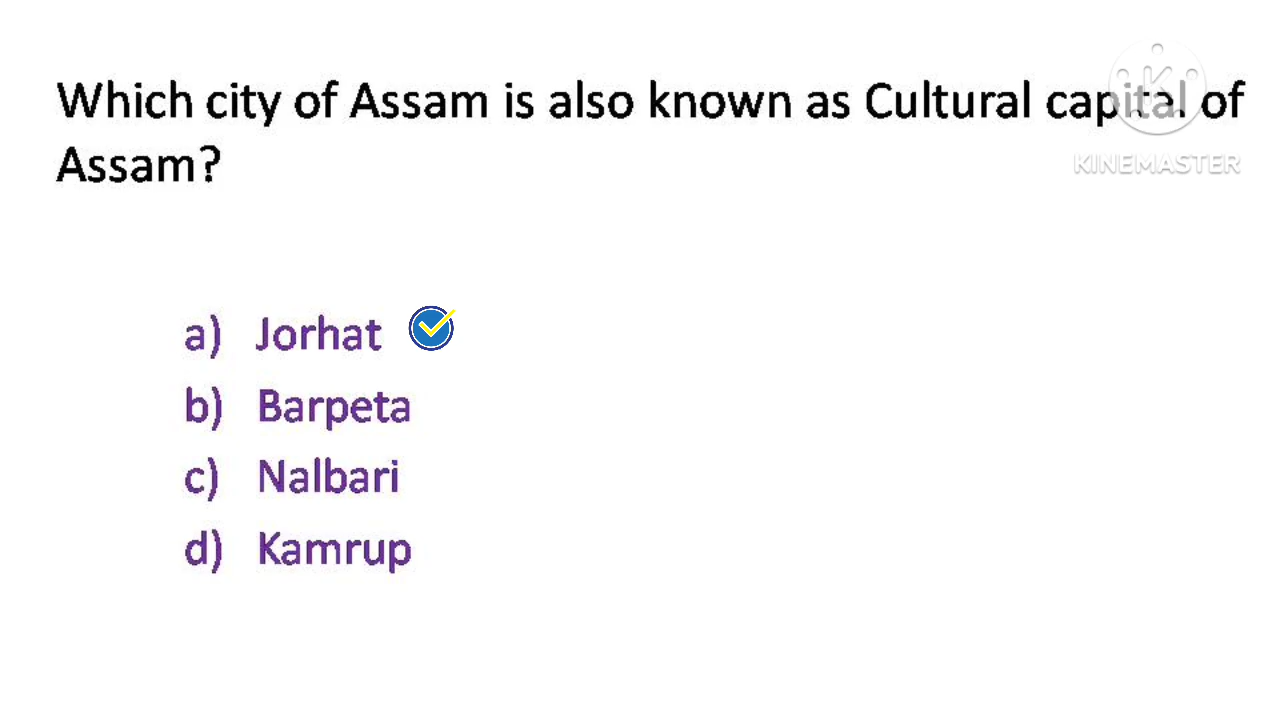 Which city of Assam is also known as Cultural capital of
Assam?
KINEMASTER
a) Jorhat
b) Barpeta
c) Nalbari
d) Kamrup